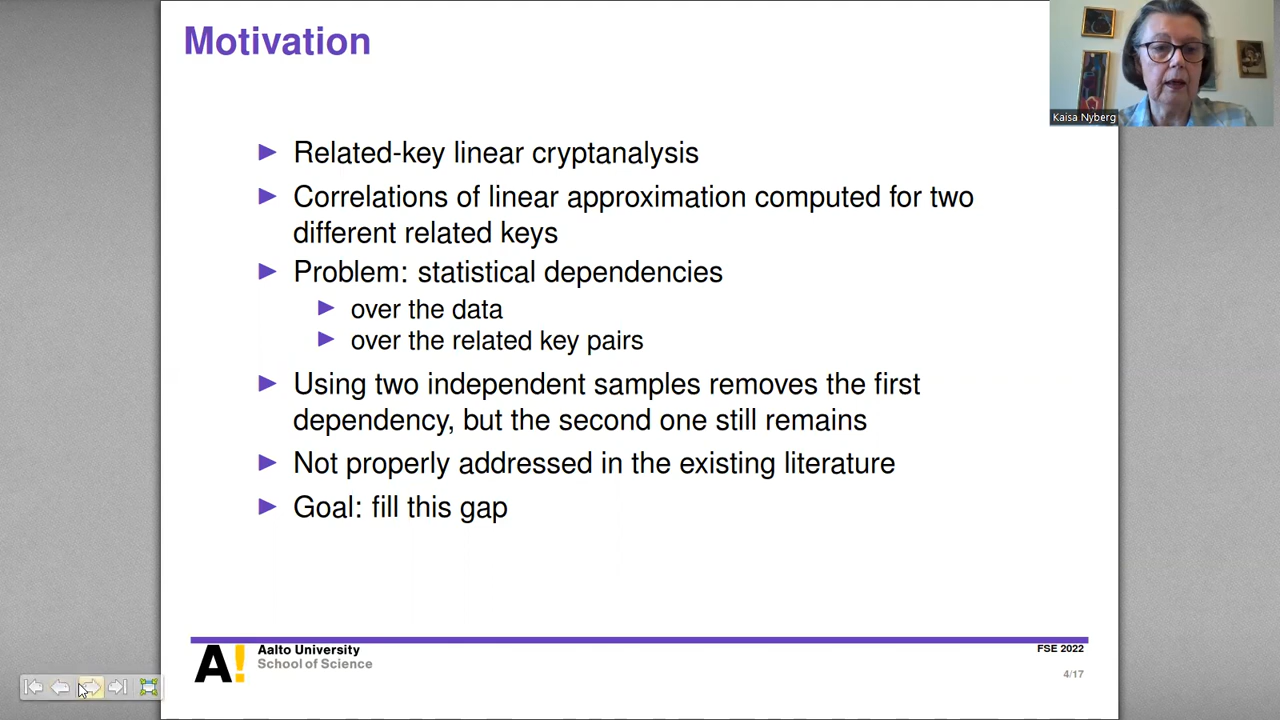 Motivation
Kaisa Nyberg
Related-key linear cryptanalysis
Correlations of linear approximation computed for two
different related keys
Problem: statistical dependencies
over the data
over the related key pairs
Using two independent samples removes the first
dependency, but the second one still remains
Not properly addressed in the existing literature
Goal: fill this gap
A!
Aalto University
School of Science
FSE 2022
4/17